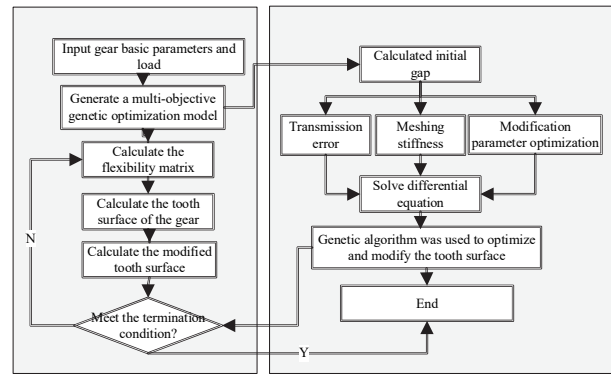 Input gear basic parameters and
load
Generate a multi-objective
genetic optimization model
Calculate the
flexibility matrix
Calculate the tooth
surface of the gear
Calculate the modified
tooth surface
Meet the termination
condition?
N
Y
Calculated initial
gap
Transmission
error
Meshing
stiffness
Modification
parameter optimization
Solve differential
equation
Genetic algorithm was used to optimize
and modify the tooth surface
End